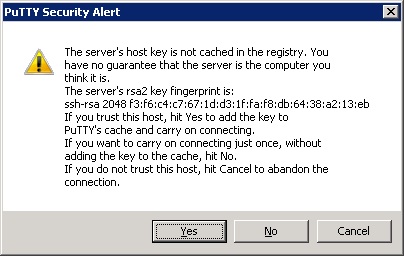 PuTTY Security Alert
The server's host key is not cached in the registry. You
have no guarantee that the server is the computer you
think it is.
The server's rsa2 key fingerprint is:
ssh-rsa 2048 f3:f6:c4:c7:67:1d:d3:1f:fa:f8:db:64:38:a2:13:eb
If you trust this host, hit Yes to add the key to
PuTTY's cache and carry on connecting.
If you want to carry on connecting just once, without
adding the key to the cache, hit No.
If you do not trust this host, hit Cancel to abandon the
connection.
Yes No Cancel